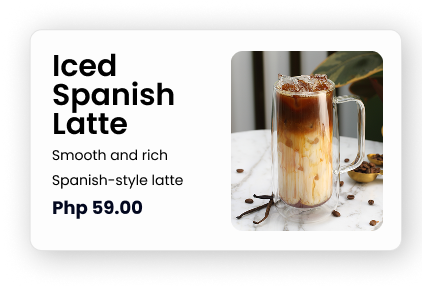 Iced
Spanish
Latte
Smooth and rich
Spanish-style latte
Php 59.00